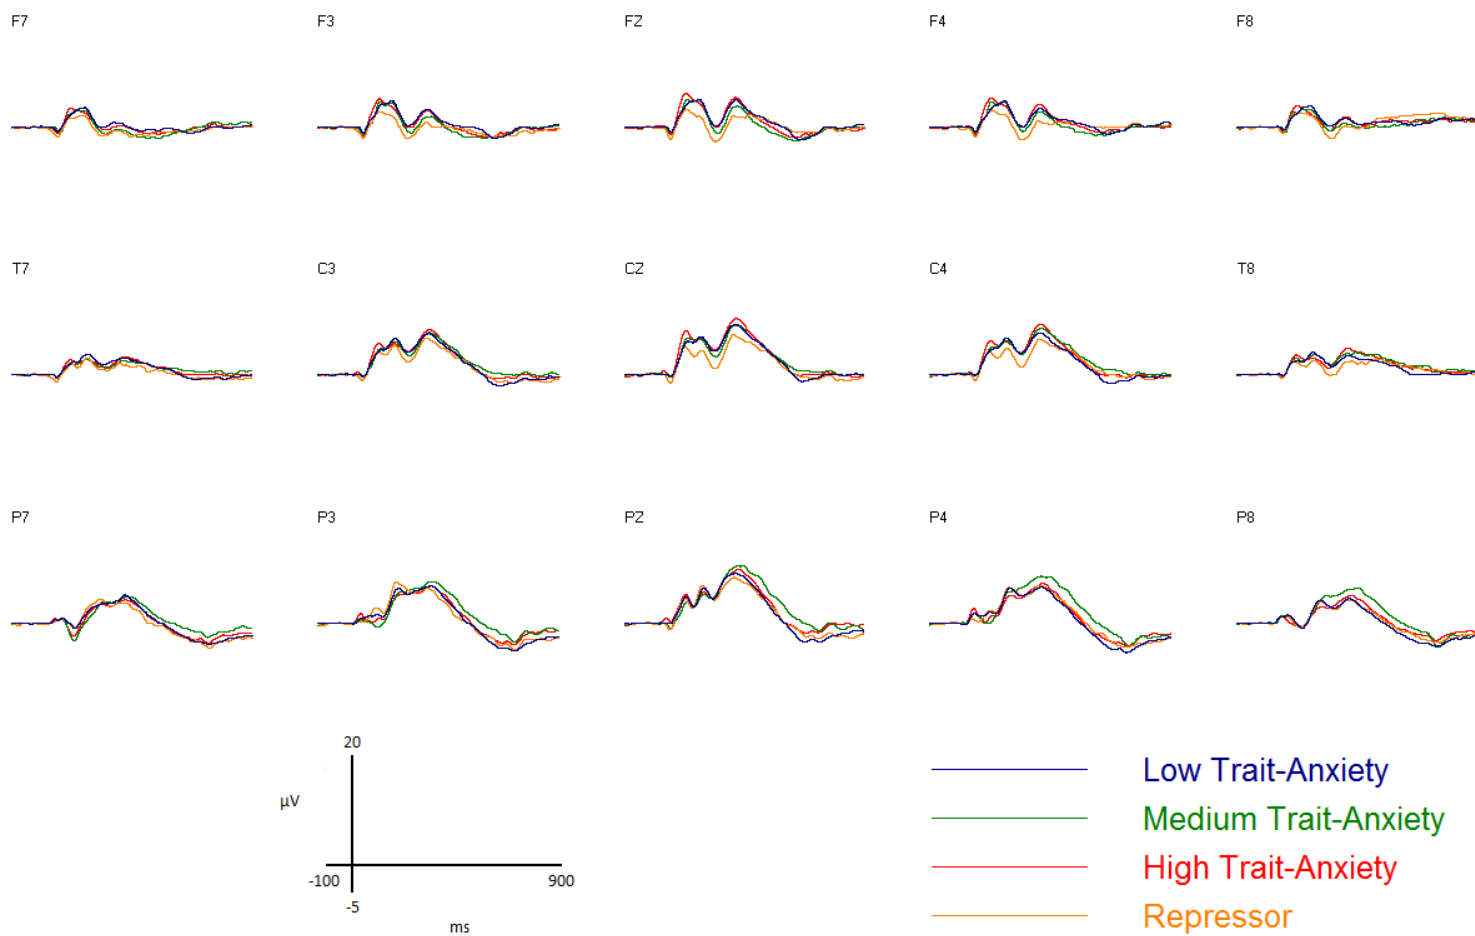 F7
F3
FZ
F4
F8
T7
C3
CZ
C4
T8
P7
P3
PZ
P4
P8
20
µV
-100
900
-5
ms
Low Trait-Anxiety
Medium Trait-Anxiety
High Trait-Anxiety
Repressor